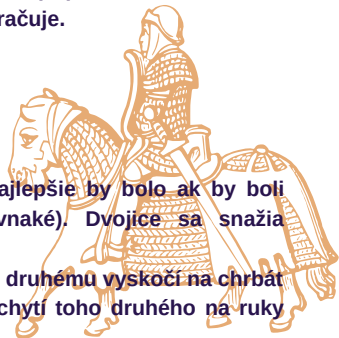 račuje.
ajlepšie by bolo ak by boli
vnaké). Dvojice sa snažia
druhému vyskočí na chrbát
chytí toho druhého na ruky